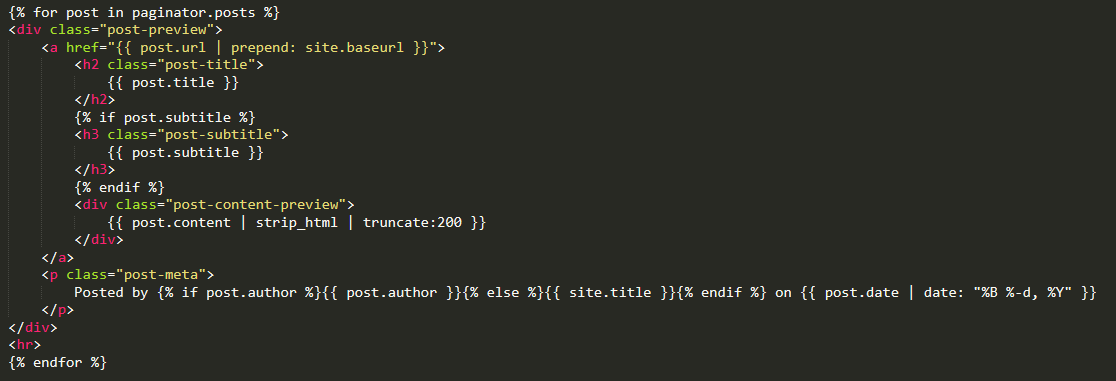 {% for post in paginator.posts %}
<div class="post-preview">
    <a href="{{ post.url | prepend: site.baseurl }}">
        <h2 class="post-title">
            {{ post.title }}
        </h2>
        {% if post.subtitle %}
        <h3 class="post-subtitle">
            {{ post.subtitle }}
        </h3>
        {% endif %}
        <div class="post-content-preview">
            {{ post.content | strip_html | truncate:200 }}
        </div>
    </a>
    <p class="post-meta">
        Posted by {% if post.author %}{{ post.author }}{% else %}{{ site.title }}{% endif %} on {{ post.date | date: "%B %-d, %Y" }}
    </p>
</div>
<hr>
{% endfor %}